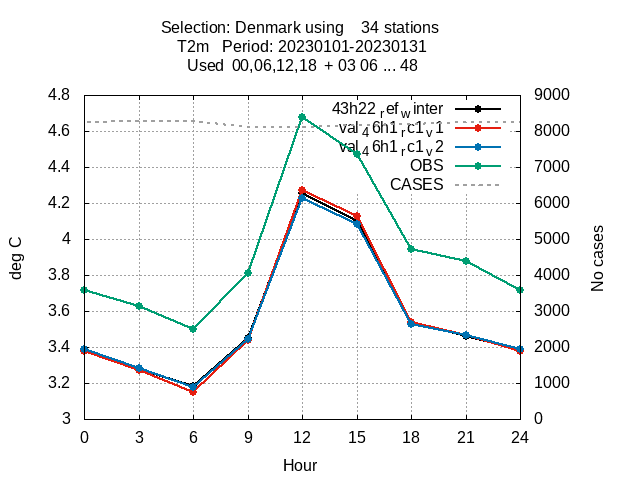 Selection: Denmark using 34 stations
T2m Period: 20230101-20230131
Used 00,06,12,18 + 03 06 ... 48
4.8
4.6
4.4
4.2
4
3.8
3.6
3.4
3.2
3
9000
8000
7000
6000
5000
4000
3000
2000
1000
0
43h22refwinter
val46h1rc1v1
val46h1rc1v2
OBS
CASES
deg C
No cases
0 3 6 9 12 15 18 21 24
Hour